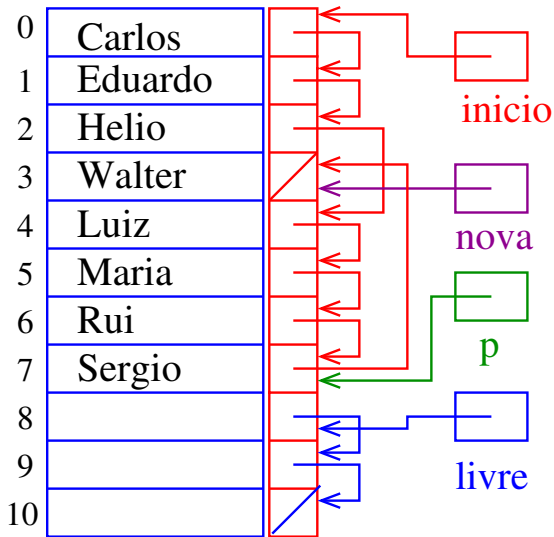 0 Carlos
1 Eduardo
inicio
2 Helio
3 Walter
4 Luiz
nova
5 Maria
6 Rui
p
7 Sergio
8
9
livre
10